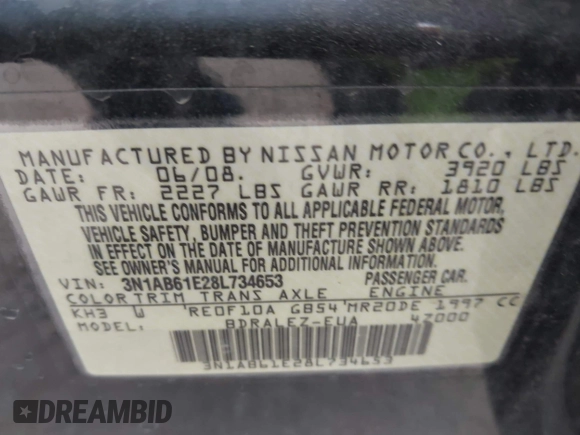 MANUFACTURED BY NISSAN MOTOR CO., LTD.
DATE: 06/08. GVWR: 3920 LBS
GAWR FR: 2227 LBS GAWR RR: 1810 LBS
THIS VEHICLE CONFORMS TO ALL APPLICABLE FEDERAL MOTOR
VEHICLE SAFETY, BUMPER AND THEFT PREVENTION STANDARDS
IN EFFECT ON THE DATE OF MANUFACTURE SHOWN ABOVE.
SEE OWNER'S MANUAL FOR ADDITIONAL INFORMATION.
VIN: 3N1AB61E28L734653 PASSENGER CAR.
COLOR TRIM TRANS AXLE ENGINE
KH3 W RE0F10A GB54 MR20DE 1997 CC
BDRALEZ-EUA 4Z000
3N1AB61E28L734653
DREAMBID